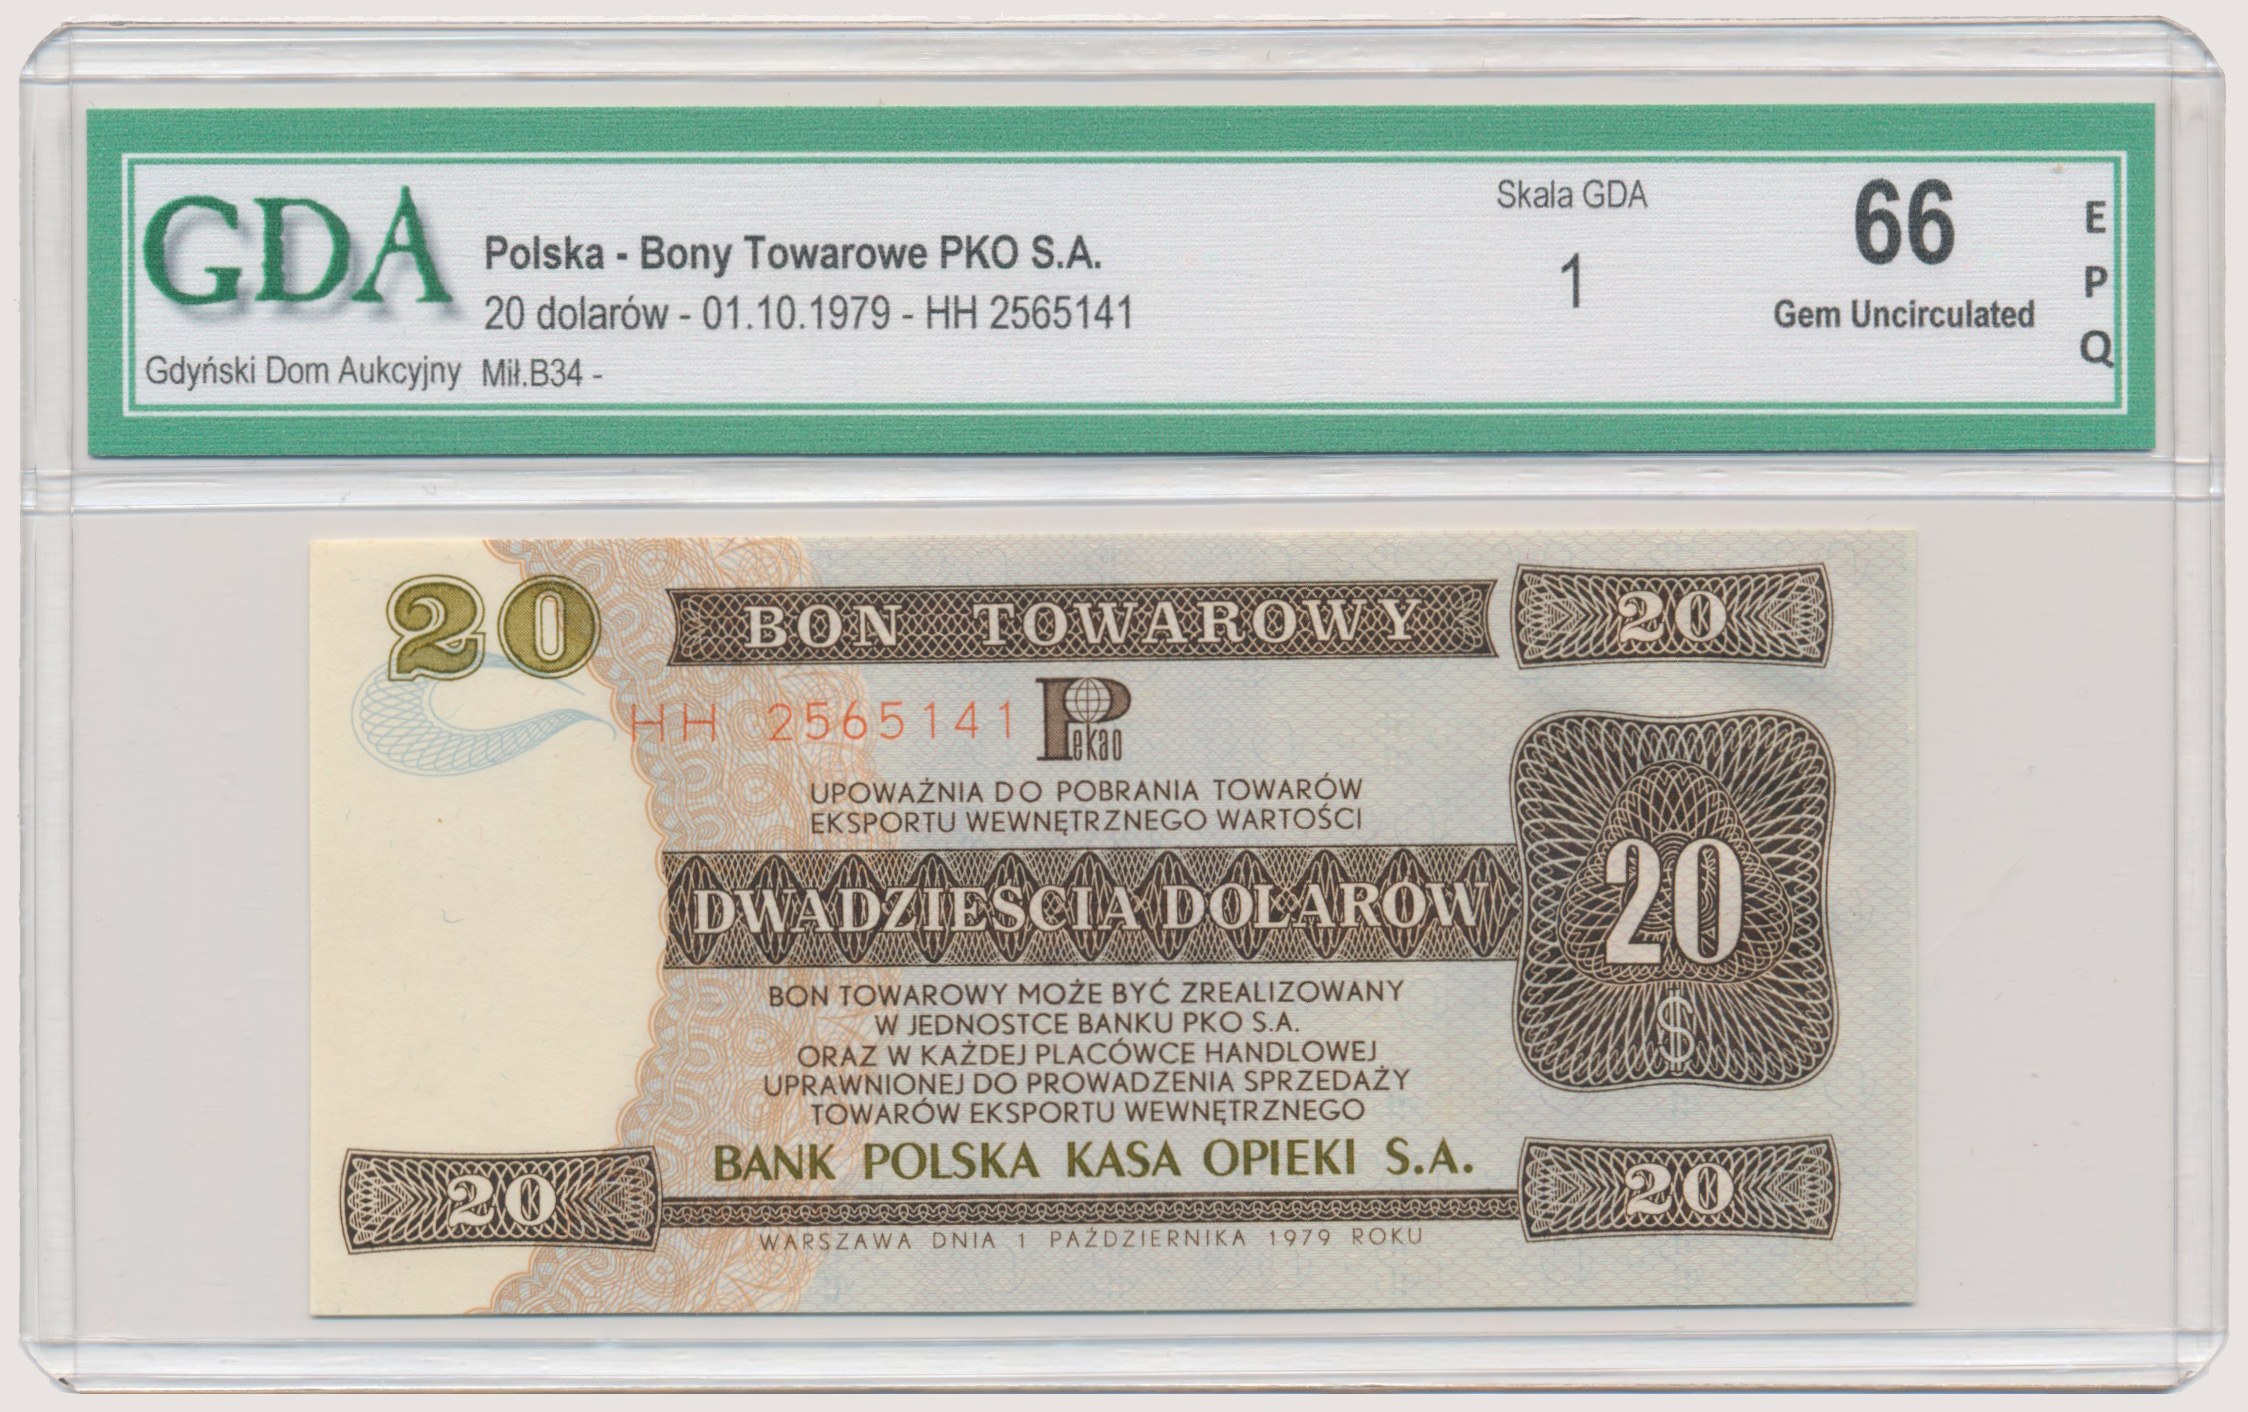 GDA
Gdyński Dom Aukcyjny
Polska - Bony Towarowe PKO S.A.
20 dolarów - 01.10.1979 - HH 2565141
Mił.B34 -
Skala GDA
1
66
Gem Uncirculated
E
P
Q
20
BON TOWAROWY
20
HH 2565141
Pekao
UPOWAŻNIA DO POBRANIA TOWARÓW
EKSPORTU WEWNĘTRZNEGO WARTOŚCI
DWADZIEŚCIA DOLARÓW
20
$
BON TOWAROWY MOŻE BYĆ ZREALIZOWANY
W JEDNOSTCE BANKU PKO S.A.
ORAZ W KAŻDEJ PLACÓWCE HANDLOWEJ
UPRAWNIONEJ DO PROWADZENIA SPRZEDAŻY
TOWARÓW EKSPORTU WEWNĘTRZNEGO
BANK POLSKA KASA OPIEKI S.A.
20
20
WARSZAWA DNIA 1 PAŹDZIERNIKA 1979 ROKU